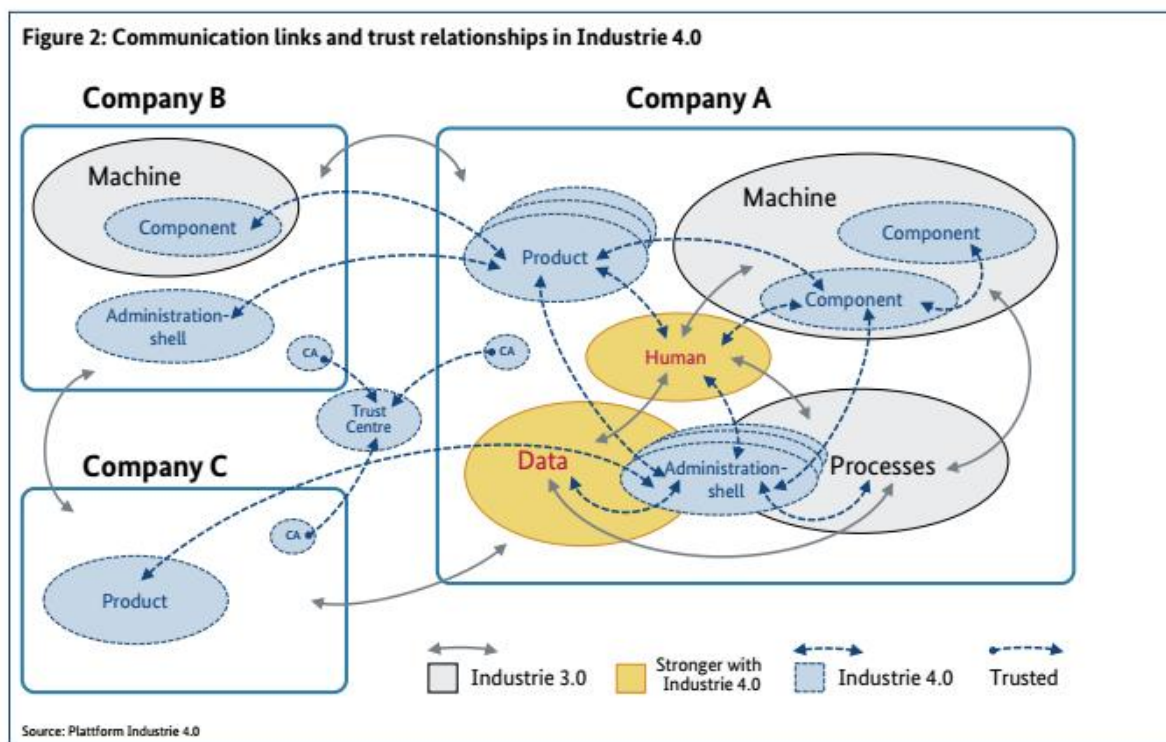 Figure 2: Communication links and trust relationships in Industrie 4.0
Company B
Company A
Machine
Component
Administration-
shell
CA
Product
Machine
Component
Component
CA
Human
Trust
Centre
Data
Administration-
shell
Processes
Company C
CA
Product
Industrie 3.0
Stronger with
Industrie 4.0
Industrie 4.0
Trusted
Source: Plattform Industrie 4.0